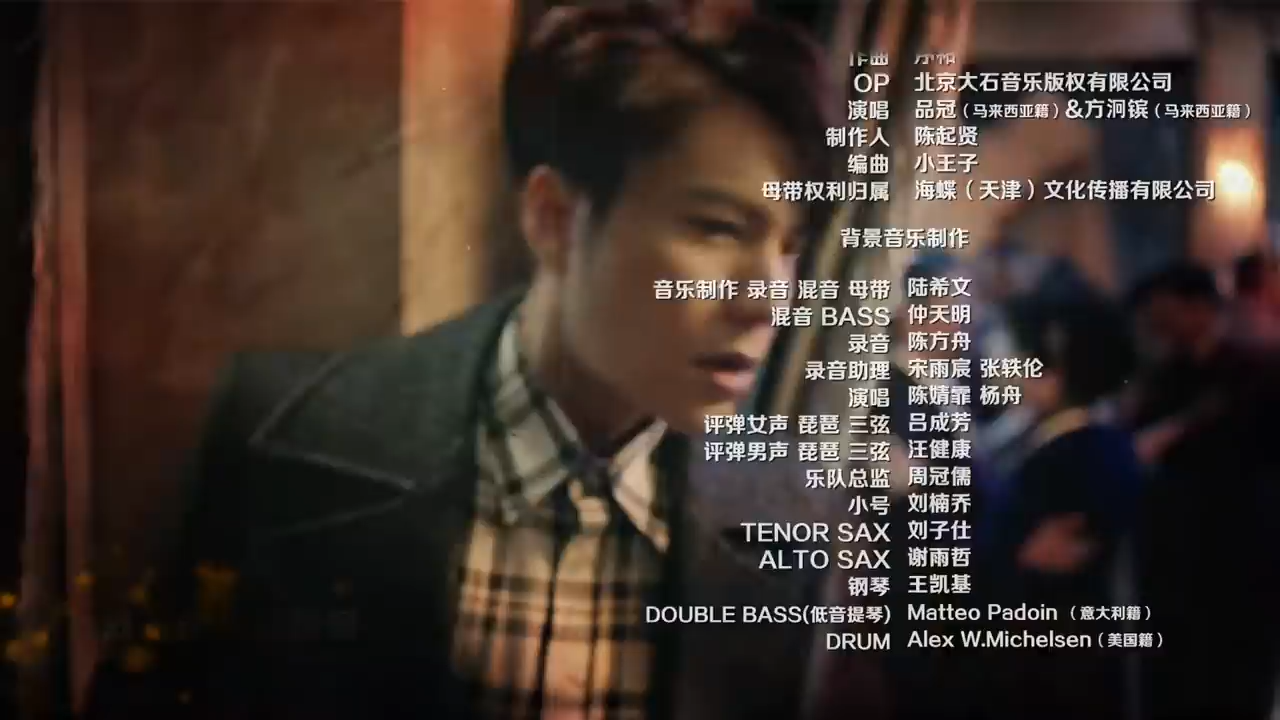 作曲
OP 北京大石音乐版权有限公司
演唱 品冠（马来西亚籍）&方泂镔（马来西亚籍）
制作人 陈起贤
编曲 小王子
母带权利归属 海蝶（天津）文化传播有限公司
背景音乐制作
音乐制作 录音 混音 母带 陆希文
混音 BASS 仲天明
录音 陈方舟
录音助理 宋雨宸 张轶伦
演唱 陈婧霏 杨舟
评弹女声 琵琶 三弦 吕成芳
评弹男声 琵琶 三弦 汪健康
乐队总监 周冠儒
小号 刘楠乔
TENOR SAX 刘子仕
ALTO SAX 谢雨哲
钢琴 王凯基
DOUBLE BASS(低音提琴) Matteo Padoin（意大利籍）
DRUM Alex W.Michelsen（美国籍）